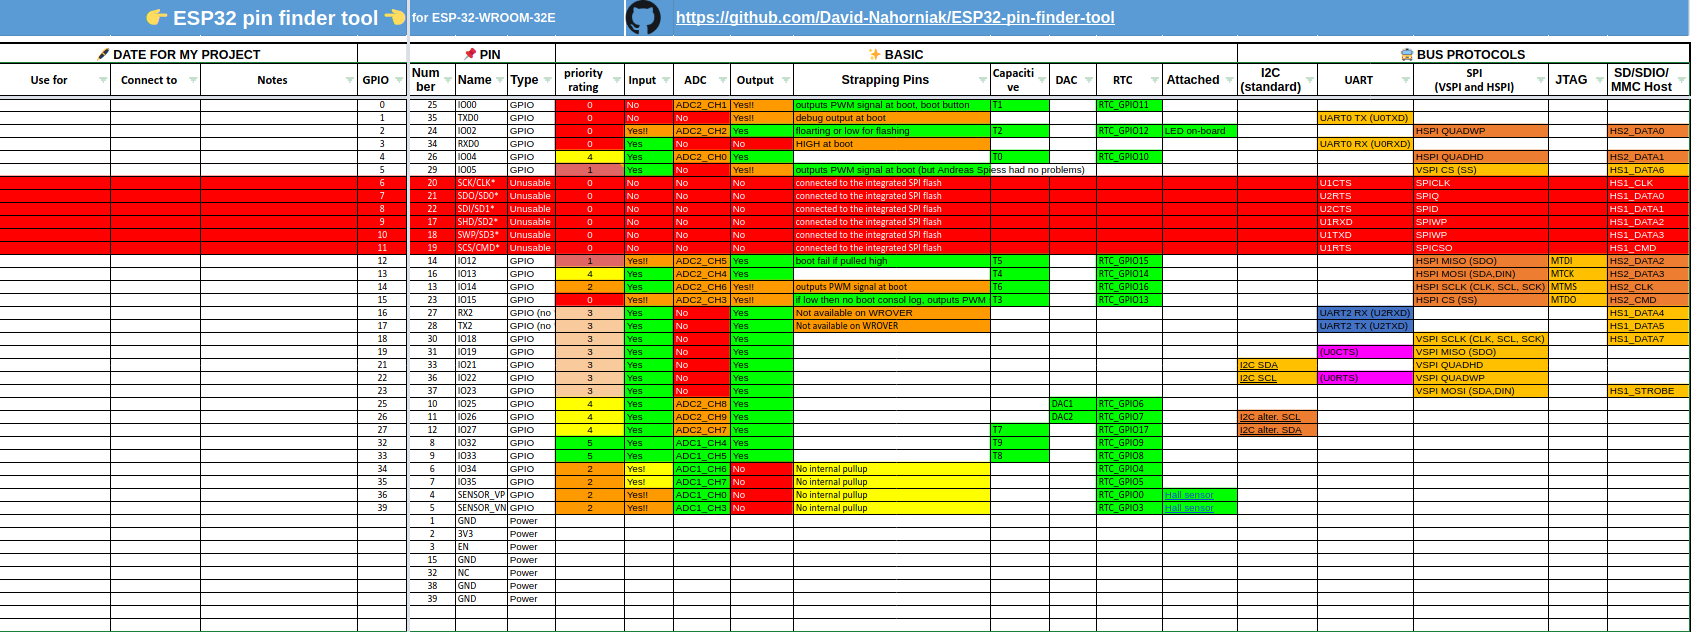 👉 ESP32 pin finder tool 👈 for ESP-32-WROOM-32E https://github.com/David-Nahorniak/ESP32-pin-finder-tool
DATE FOR MY PROJECT PIN BASIC BUS PROTOCOLS
Use for Connect to Notes GPIO Num ber Name Type priority rating Input ADC Output Strapping Pins Capaciti ve DAC RTC Attached I2C (standard) UART SPI (VSPI and HSPI) JTAG SD/SDIO/ MMC Host
0 25 IO00 GPIO 0 No ADC2_CH1 Yes!! outputs PWM signal at boot, boot button T1 RTC_GPIO11
1 35 TXD0 GPIO 0 No No Yes!! debug output at boot UART0 TX (U0TXD)
2 24 IO02 GPIO 0 Yes!! ADC2_CH2 Yes floarting or low for flashing T2 RTC_GPIO12 LED on-board HSPI QUADWP HS2_DATA0
3 34 RXD0 GPIO 0 Yes No No HIGH at boot UART0 RX (U0RXD)
4 26 IO04 GPIO 4 Yes ADC2_CH0 Yes T0 RTC_GPIO10 HSPI QUADHD HS2_DATA1
5 29 IO05 GPIO 1 Yes No Yes!! outputs PWM signal at boot (but Andreas Spiess had no problems) VSPI CS (SS) HS1_DATA6
6 20 SCK/CLK* Unusable 0 No No No connected to the integrated SPI flash U1CTS SPICLK HS1_CLK
7 21 SDO/SD0* Unusable 0 No No No connected to the integrated SPI flash U2RTS SPIQ HS1_DATA0
8 22 SDI/SD1* Unusable 0 No No No connected to the integrated SPI flash U2CTS SPID HS1_DATA1
9 17 SHD/SD2* Unusable 0 No No No connected to the integrated SPI flash U1RXD SPIWP HS1_DATA2
10 18 SWP/SD3* Unusable 0 No No No connected to the integrated SPI flash U1TXD SPIWP HS1_DATA3
11 19 SCS/CMD* Unusable 0 No No No connected to the integrated SPI flash U1RTS SPICSO HS1_CMD
12 14 IO12 GPIO 1 Yes!! ADC2_CH5 Yes boot fail if pulled high T5 RTC_GPIO15 HSPI MISO (SDO) MTDI HS2_DATA2
13 16 IO13 GPIO 4 Yes ADC2_CH4 Yes T4 RTC_GPIO14 HSPI MOSI (SDA,DIN) MTCK HS2_DATA3
14 13 IO14 GPIO 2 Yes ADC2_CH6 Yes!! outputs PWM signal at boot T6 RTC_GPIO16 HSPI SCLK (CLK, SCL, SCK) MTMS HS2_CLK
15 23 IO15 GPIO 0 Yes!! ADC2_CH3 Yes!! if low then no boot consol log, outputs PWM T3 RTC_GPIO13 HSPI CS (SS) MTDO HS2_CMD
16 27 RX2 GPIO (no 3 Yes No Yes Not available on WROVER UART2 RX (U2RXD) HS1_DATA4
17 28 TX2 GPIO (no 3 Yes No Yes Not available on WROVER UART2 TX (U2TXD) HS1_DATA5
18 30 IO18 GPIO 3 Yes No Yes VSPI SCLK (CLK, SCL, SCK) HS1_DATA7
19 31 IO19 GPIO 3 Yes No Yes (U0CTS) VSPI MISO (SDO)
21 33 IO21 GPIO 3 Yes No Yes I2C SDA VSPI QUADHD
22 36 IO22 GPIO 3 Yes No Yes I2C SCL (U0RTS) VSPI QUADWP
23 37 IO23 GPIO 3 Yes No Yes VSPI MOSI (SDA,DIN) HS1_STROBE
25 10 IO25 GPIO 4 Yes ADC2_CH8 Yes DAC1 RTC_GPIO6
26 11 IO26 GPIO 4 Yes ADC2_CH9 Yes DAC2 RTC_GPIO7 I2C alter. SCL
27 12 IO27 GPIO 4 Yes ADC2_CH7 Yes T7 RTC_GPIO17 I2C alter. SDA
32 8 IO32 GPIO 5 Yes ADC1_CH4 Yes T9 RTC_GPIO9
33 9 IO33 GPIO 5 Yes ADC1_CH5 Yes T8 RTC_GPIO8
34 6 IO34 GPIO 2 Yes! ADC1_CH6 No No internal pullup RTC_GPIO4
35 7 IO35 GPIO 2 Yes! ADC1_CH7 No No internal pullup RTC_GPIO5
36 4 SENSOR_VP GPIO 2 Yes!! ADC1_CH0 No No internal pullup RTC_GPIO0 Hall sensor
39 5 SENSOR_VN GPIO 2 Yes!! ADC1_CH3 No No internal pullup RTC_GPIO3 Hall sensor
1 GND Power
2 3V3 Power
3 EN Power
15 GND Power
32 NC Power
38 GND Power
39 GND Power